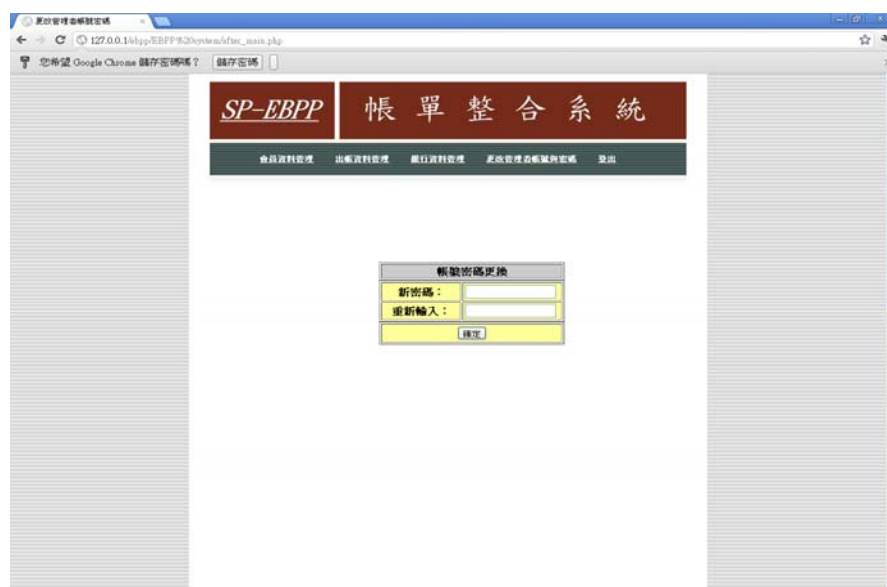 更改管理者帳號密碼
127.0.0.1/ebpp/EBPP%20system/after_main.php
您希望 Google Chrome 儲存密碼嗎？ 儲存密碼
SP-EBPP 帳單整合系統
會員資料管理 出帳資料管理 銀行資料管理 更改管理者帳號與密碼 登出
帳號密碼更換
新密碼：
重新輸入：
確定